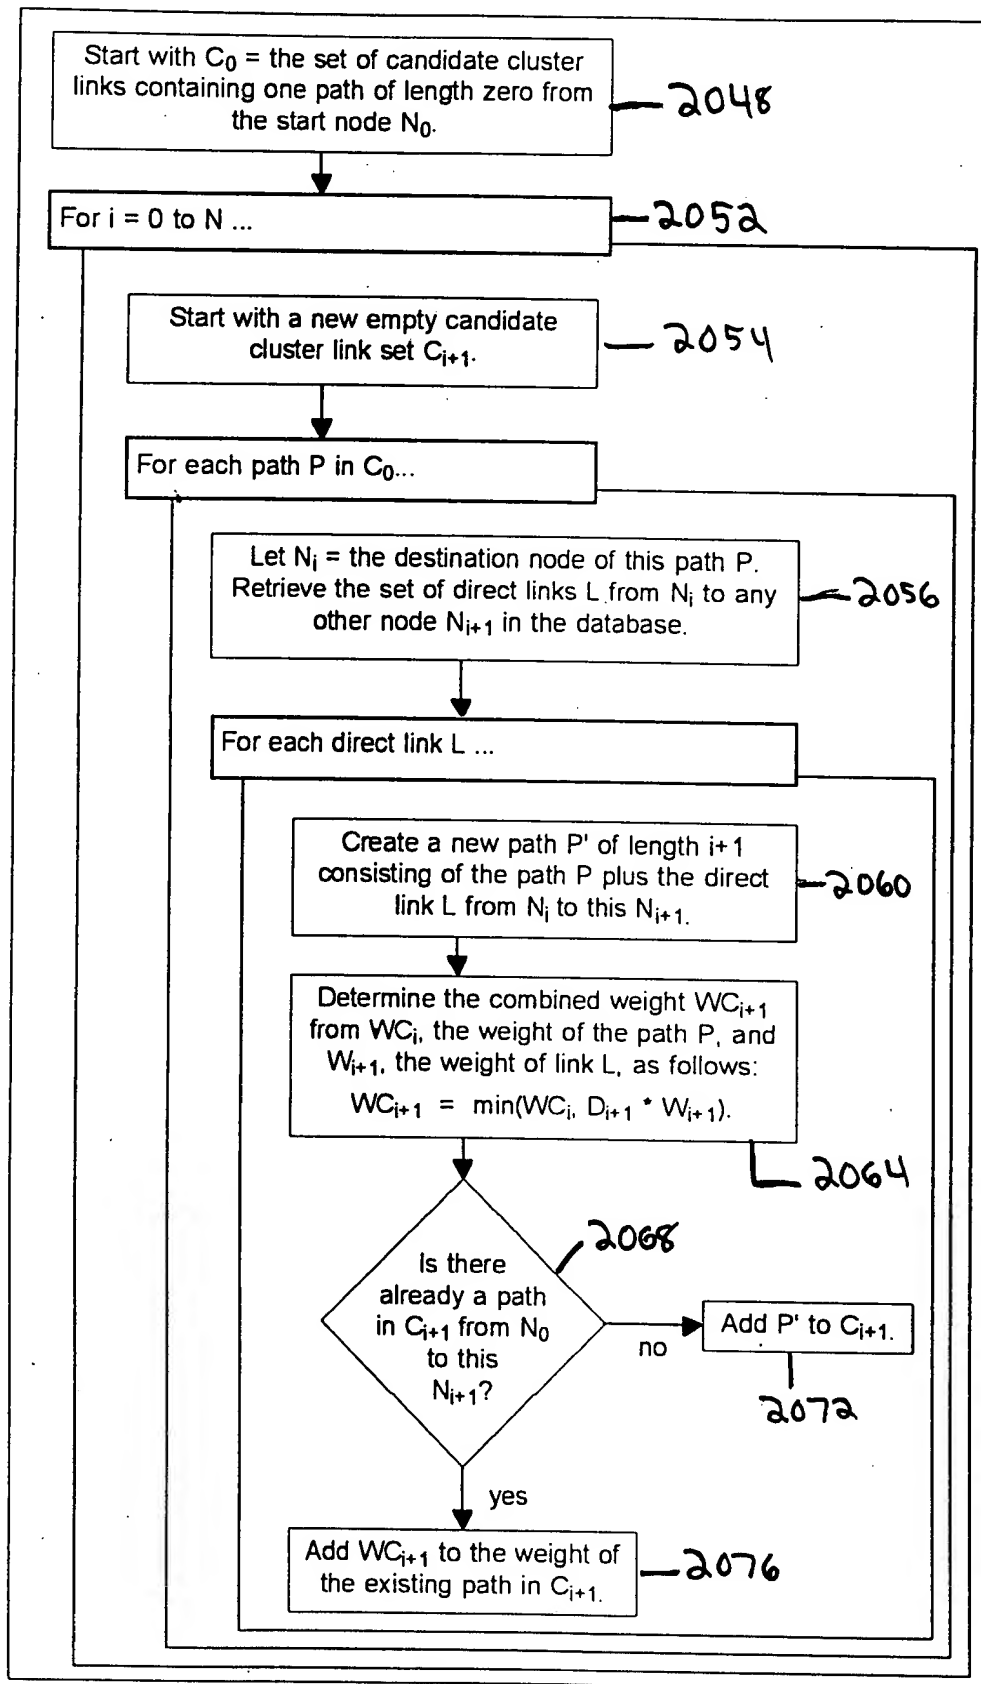 Start with C₀ = the set of candidate cluster
links containing one path of length zero from
the start node N₀.
2048
For i = 0 to N ...
2052
Start with a new empty candidate
cluster link set Cᵢ₊₁.
2054
For each path P in C₀...
Let Nᵢ = the destination node of this path P.
Retrieve the set of direct links L from Nᵢ to any
other node Nᵢ₊₁ in the database.
2056
For each direct link L ...
Create a new path P' of length i+1
consisting of the path P plus the direct
link L from Nᵢ to this Nᵢ₊₁.
2060
Determine the combined weight WCᵢ₊₁
from WCᵢ, the weight of the path P, and
Wᵢ₊₁, the weight of link L, as follows:
WCᵢ₊₁ = min(WCᵢ, Dᵢ₊₁ * Wᵢ₊₁).
2064
2068
Is there
already a path
in Cᵢ₊₁ from N₀
to this
Nᵢ₊₁?
no
Add P' to Cᵢ₊₁.
2072
yes
Add WCᵢ₊₁ to the weight of
the existing path in Cᵢ₊₁.
2076